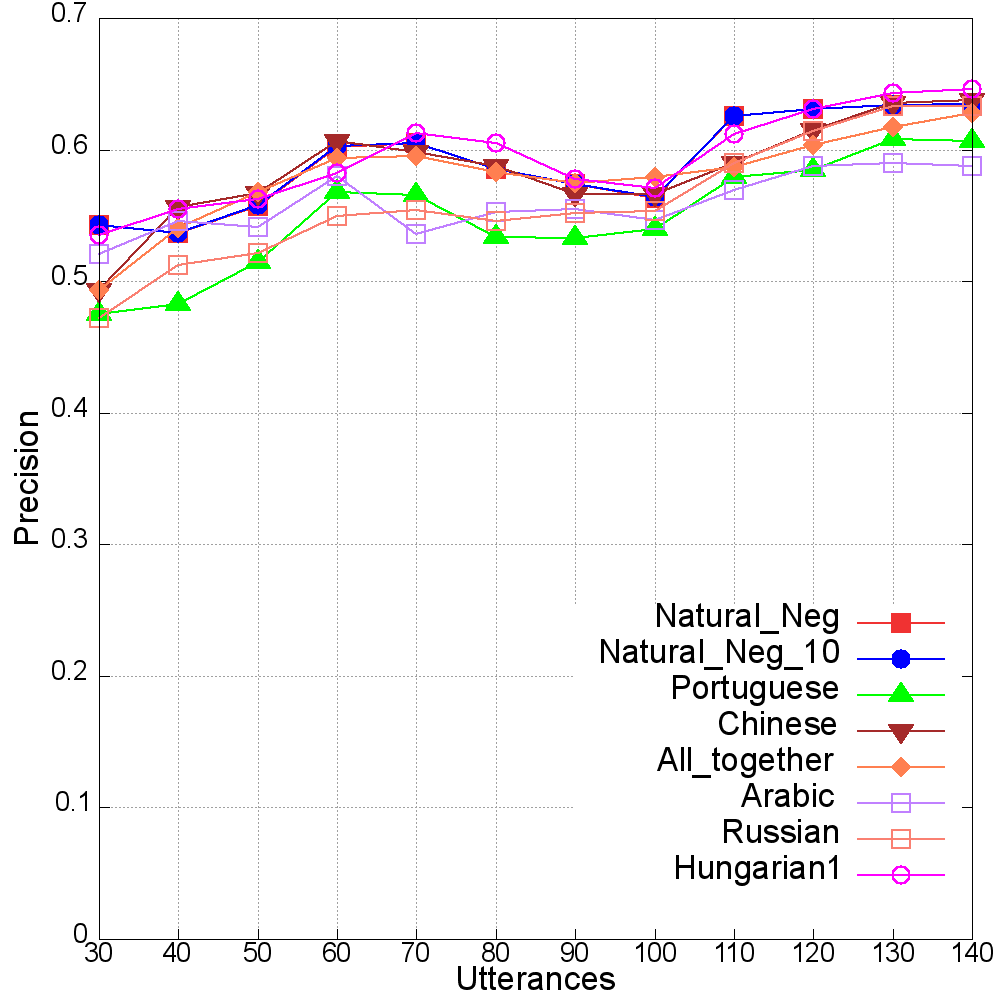 0.7
0.6
0.5
0.4
0.3
0.2
0.1
0
Precision
Natural_Neg
Natural_Neg_10
Portuguese
Chinese
All_together
Arabic
Russian
Hungarian1
30 40 50 60 70 80 90 100 110 120 130 140
Utterances